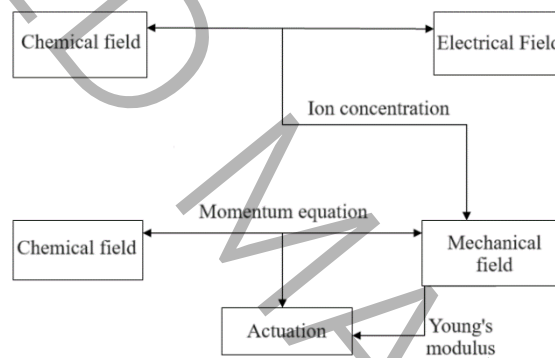 Chemical field
Electrical Field
Ion concentration
Momentum equation
Chemical field
Mechanical
field
Actuation
Young's
modulus